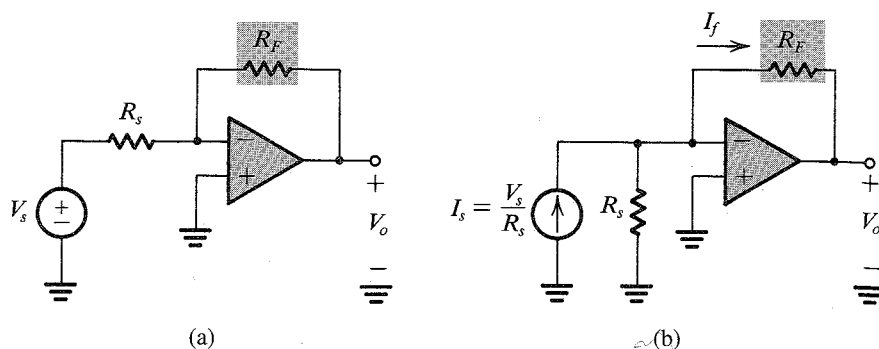 R_F
R_s
V_s
+
−
−
+
+
V_o
−
(a)
I_f
R_F
I_s = V_s/R_s
R_s
−
+
+
V_o
−
(b)